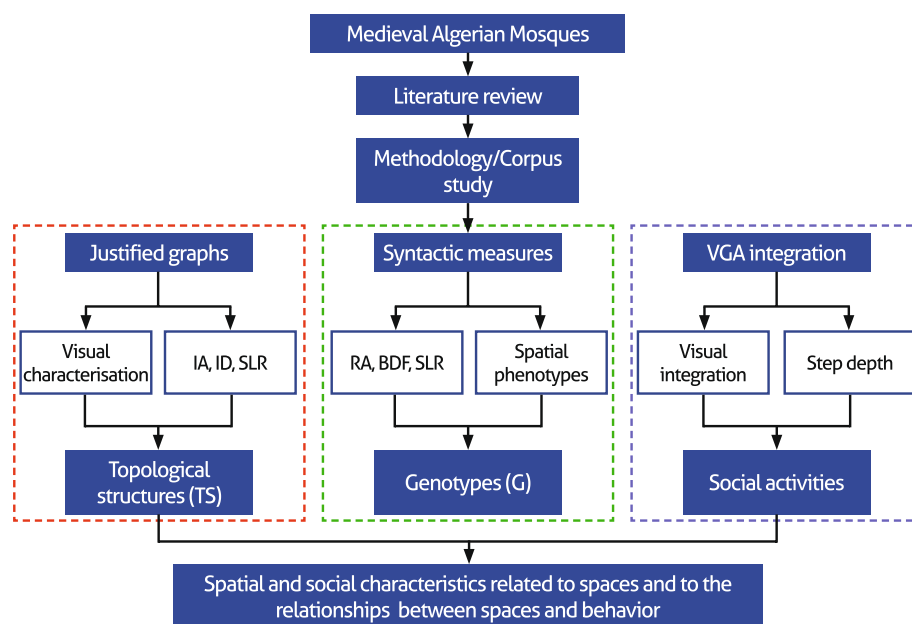 Medieval Algerian Mosques
Literature review
Methodology/Corpus
study
Justified graphs
Syntactic measures
VGA integration
Visual
characterisation
IA, ID, SLR
RA, BDF, SLR
Spatial
phenotypes
Visual
integration
Step depth
Topological
structures (TS)
Genotypes (G)
Social activities
Spatial and social characteristics related to spaces and to the
relationships between spaces and behavior